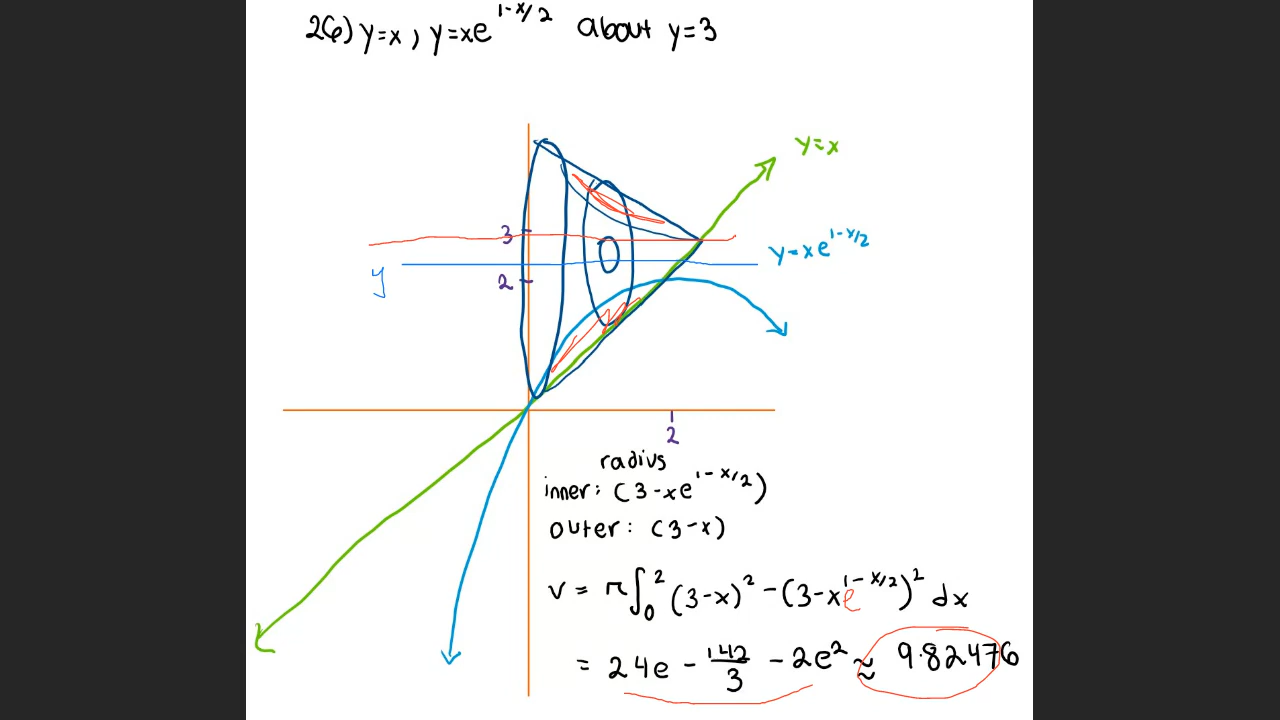 26) y=x, y=xe^{1-x/2} about y=3
y=x
3
y=xe^{1-x/2}
y
2
2
radius
inner: (3-xe^{1-x/2})
outer: (3-x)
v = π∫_0^2 (3-x)^2 - (3-xe^{1-x/2})^2 dx
= 24e - 142/3 - 2e^2 ≈ 9.82476